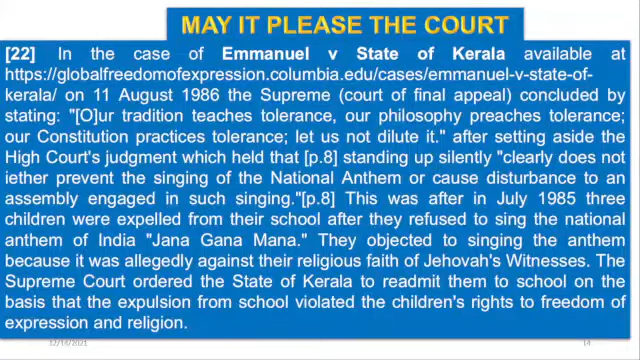 MAY IT PLEASE THE COURT
[22] In the case of Emmanuel v State of Kerala available at
https://globalfreedomofexpression.columbia.edu/cases/emmanuel-v-state-of-
kerala/ on 11 August 1986 the Supreme (court of final appeal) concluded by
stating: "[O]ur tradition teaches tolerance, our philosophy preaches tolerance;
our Constitution practices tolerance; let us not dilute it." after setting aside the
High Court's judgment which held that [p.8] standing up silently "clearly does not
iether prevent the singing of the National Anthem or cause disturbance to an
assembly engaged in such singing."[p.8] This was after in July 1985 three
children were expelled from their school after they refused to sing the national
anthem of India "Jana Gana Mana." They objected to singing the anthem
because it was allegedly against their religious faith of Jehovah's Witnesses. The
Supreme Court ordered the State of Kerala to readmit them to school on the
basis that the expulsion from school violated the children's rights to freedom of
expression and religion.
12/14/2021
14